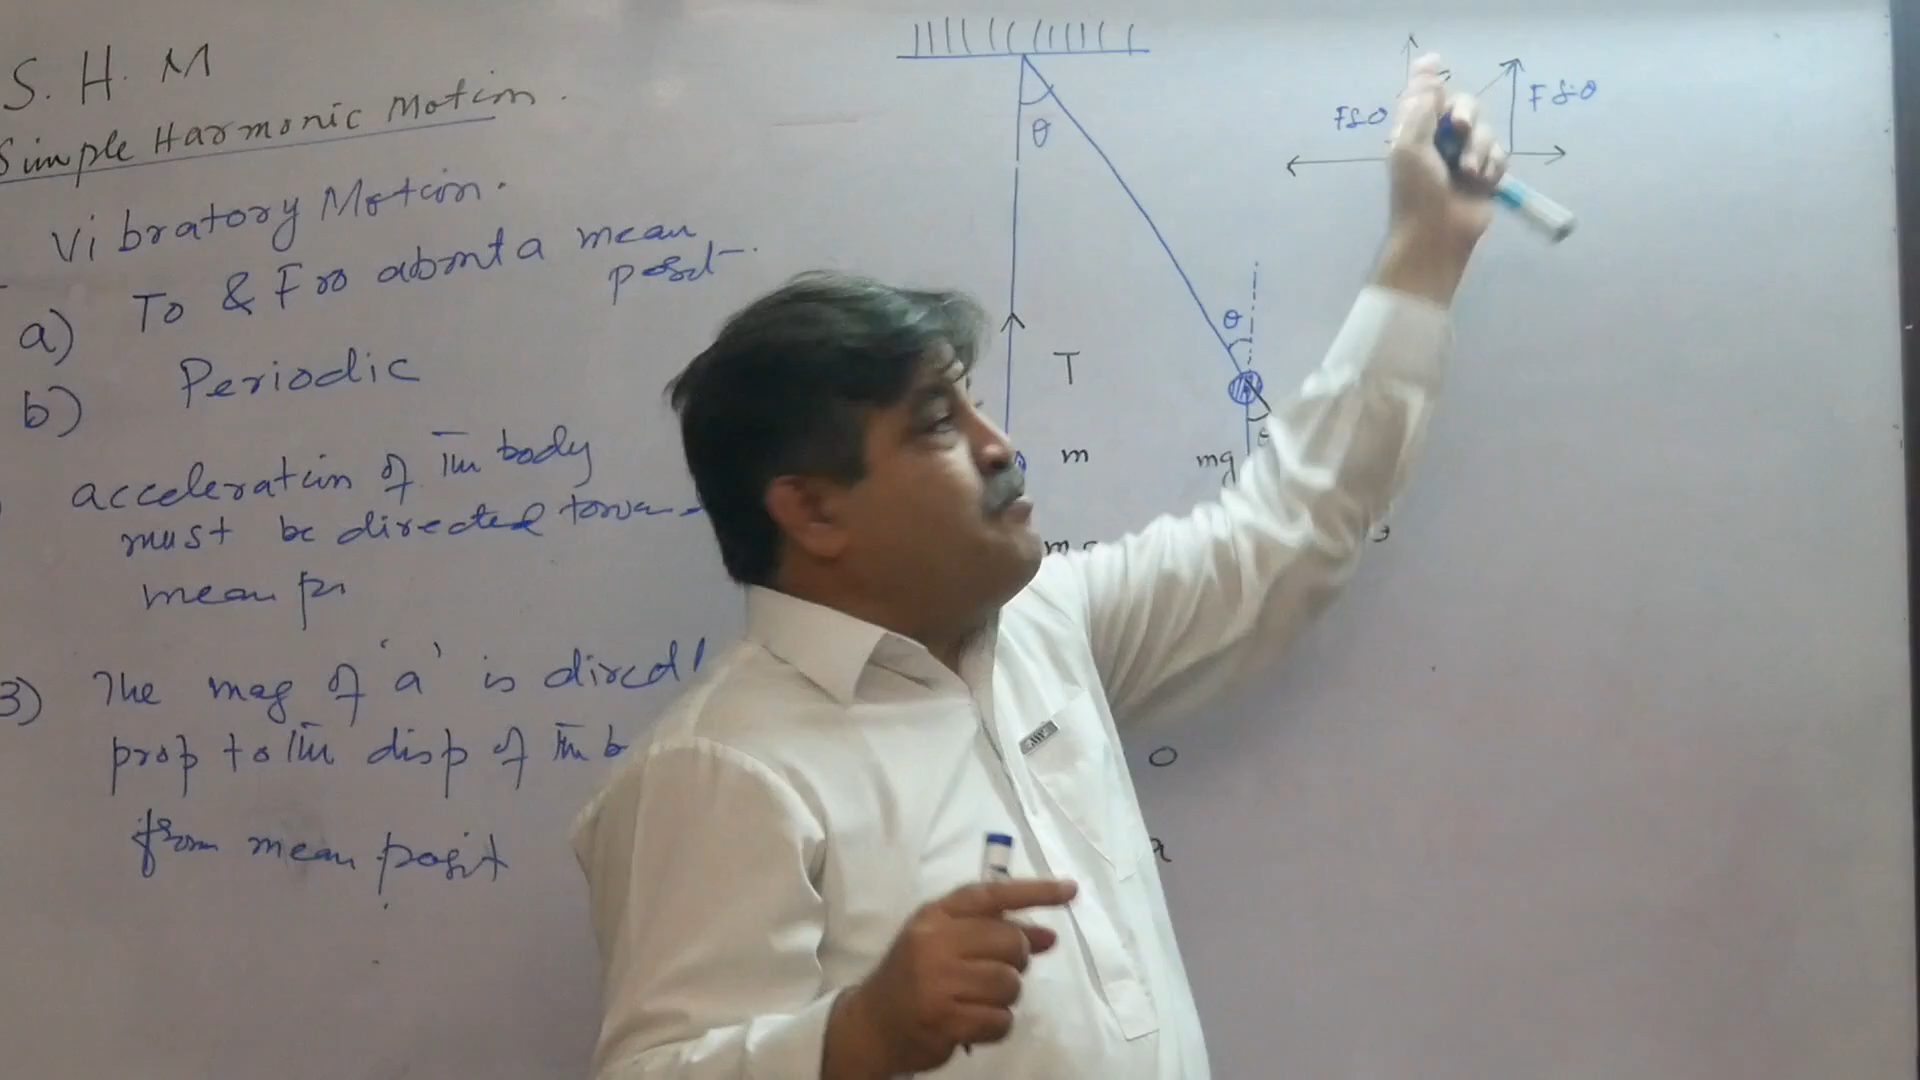 S. H. M
Simple Harmonic Motion.
Vibratory Motion.
a) To & Fro about a mean
posit-.
b) Periodic
acceleration of the body
must be directed towa
mean
3) The mag of 'a' is directl
prop to the disp of the b
from mean posit
θ
T
m
θ
mg
θ
FSθ
FSθ
o